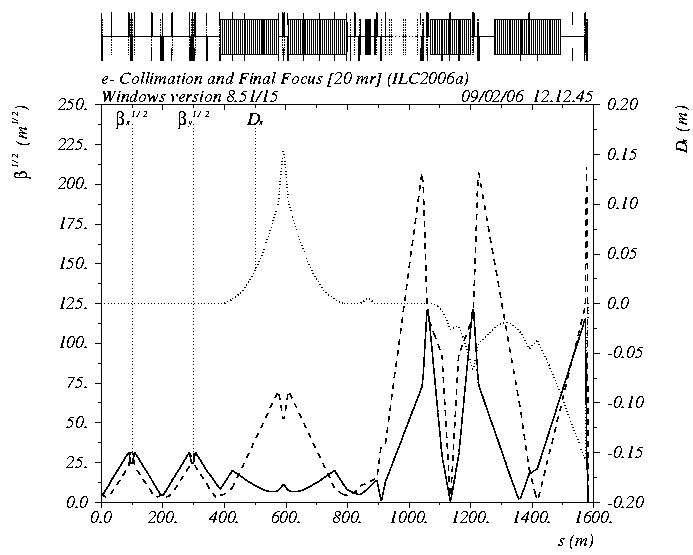 e- Collimation and Final Focus [20 mr] (ILC2006a)
Windows version 8.51/15 09/02/06 12.12.45
250. 0.20
βx 1/2 βy 1/2 Dx
β 1/2 (m 1/2) Dx (m)
225.
0.15
200.
175.
0.10
150.
0.05
125. 0.0
100.
-0.05
75.
-0.10
50.
25.
-0.15
0.0 -0.20
0.0 200. 400. 600. 800. 1000. 1200. 1400. 1600.
s (m)